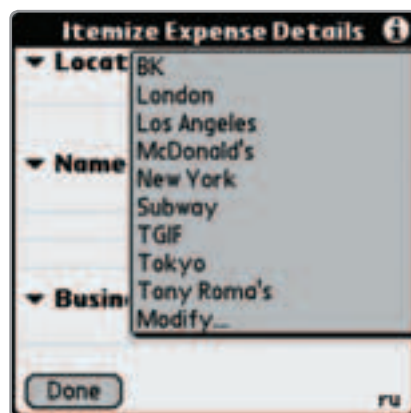 Itemize Expense Details i
Locat
BK
London
Los Angeles
McDonald's
Name
New York
Subway
TGIF
Tokyo
Busin
Tony Roma's
Modify...
Done
ru